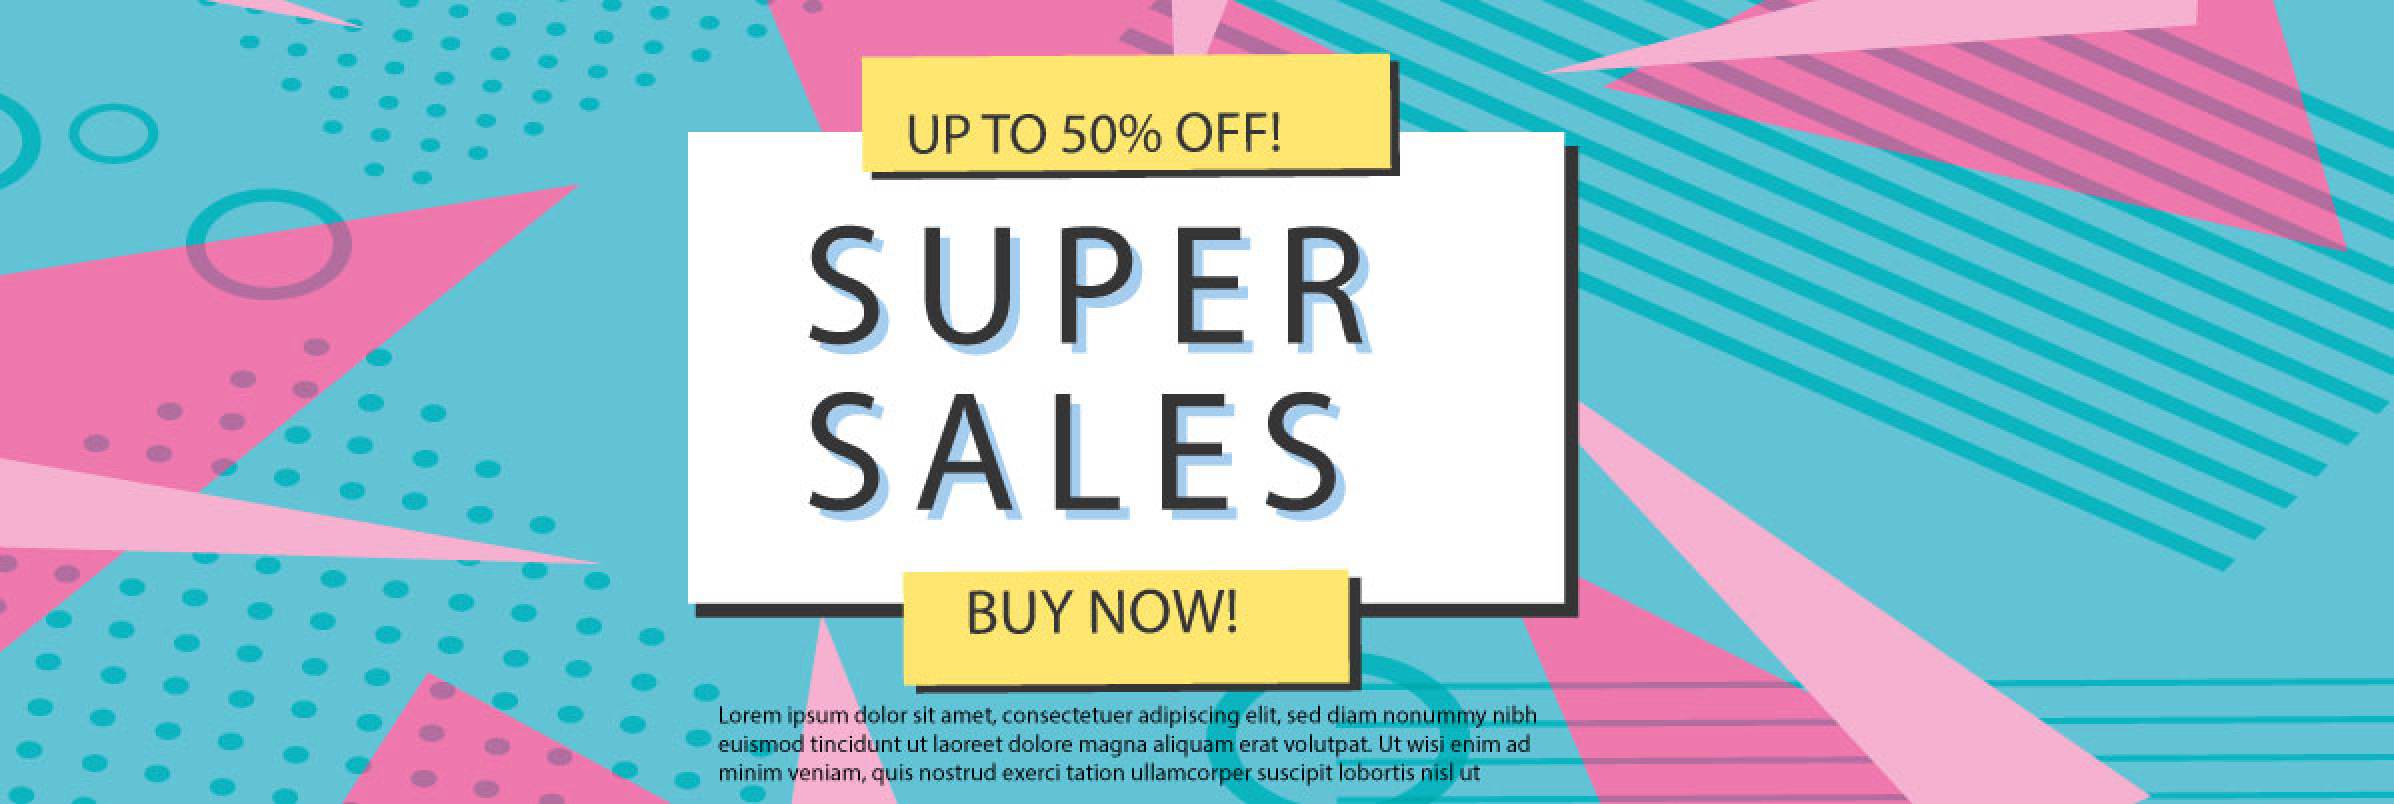 UP TO 50% OFF!
SUPER
SALES
BUY NOW!
Lorem ipsum dolor sit amet, consectetuer adipiscing elit, sed diam nonummy nibh
euismod tincidunt ut laoreet dolore magna aliquam erat volutpat. Ut wisi enim ad
minim veniam, quis nostrud exerci tation ullamcorper suscipit lobortis nisl ut